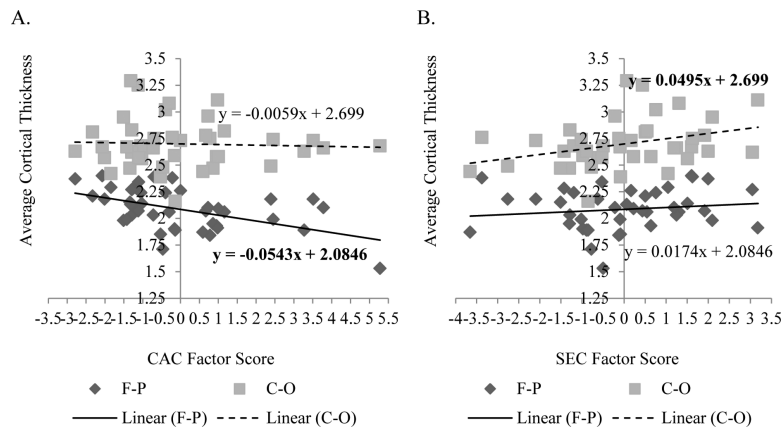 A.
3.5
3.25
3
2.75
2.5
2.25
2
1.75
1.5
1.25
y = -0.0059x + 2.699
y = -0.0543x + 2.0846
Average Cortical Thickness
-3.5-3-2.5-2-1.5-1-0.5 0 0.5 1 1.5 2 2.5 3 3.5 4 4.5 5 5.5
CAC Factor Score
F-P C-O
Linear (F-P) Linear (C-O)
B.
3.5
3.25
3
2.75
2.5
2.25
2
1.75
1.5
1.25
y = 0.0495x + 2.699
y = 0.0174x + 2.0846
Average Cortical Thickness
-4-3.5-3-2.5-2-1.5-1-0.5 0 0.5 1 1.5 2 2.5 3 3.5
SEC Factor Score
F-P C-O
Linear (F-P) Linear (C-O)